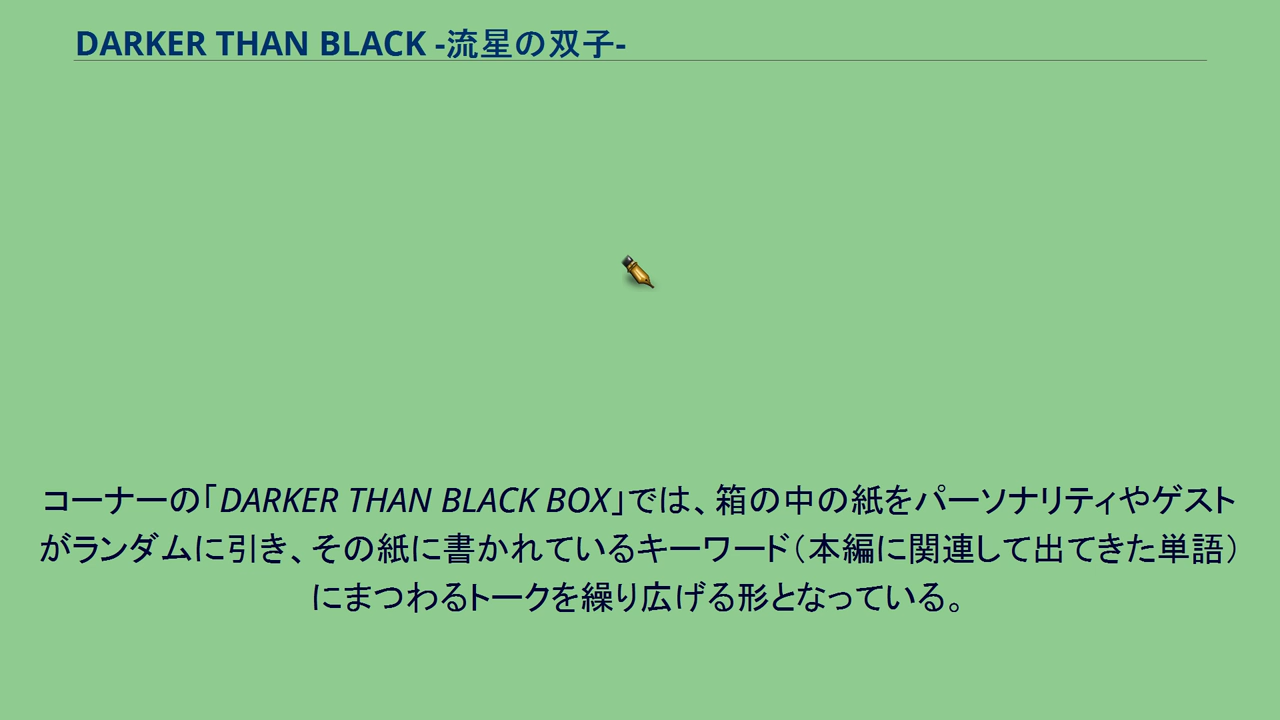 DARKER THAN BLACK -流星の双子-
コーナーの「DARKER THAN BLACK BOX」では、箱の中の紙をパーソナリティやゲスト
がランダムに引き、その紙に書かれているキーワード（本編に関連して出てきた単語）
にまつわるトークを繰り広げる形となっている。